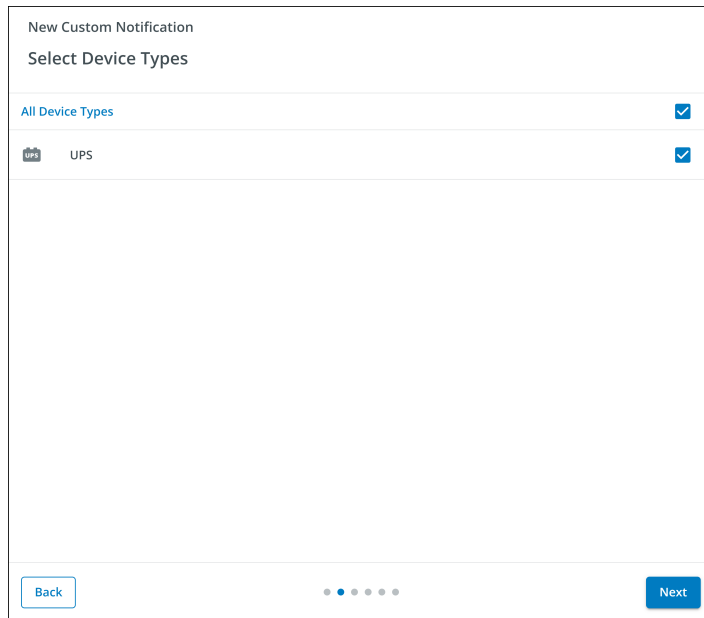 New Custom Notification
Select Device Types
All Device Types
UPS UPS
Back Next